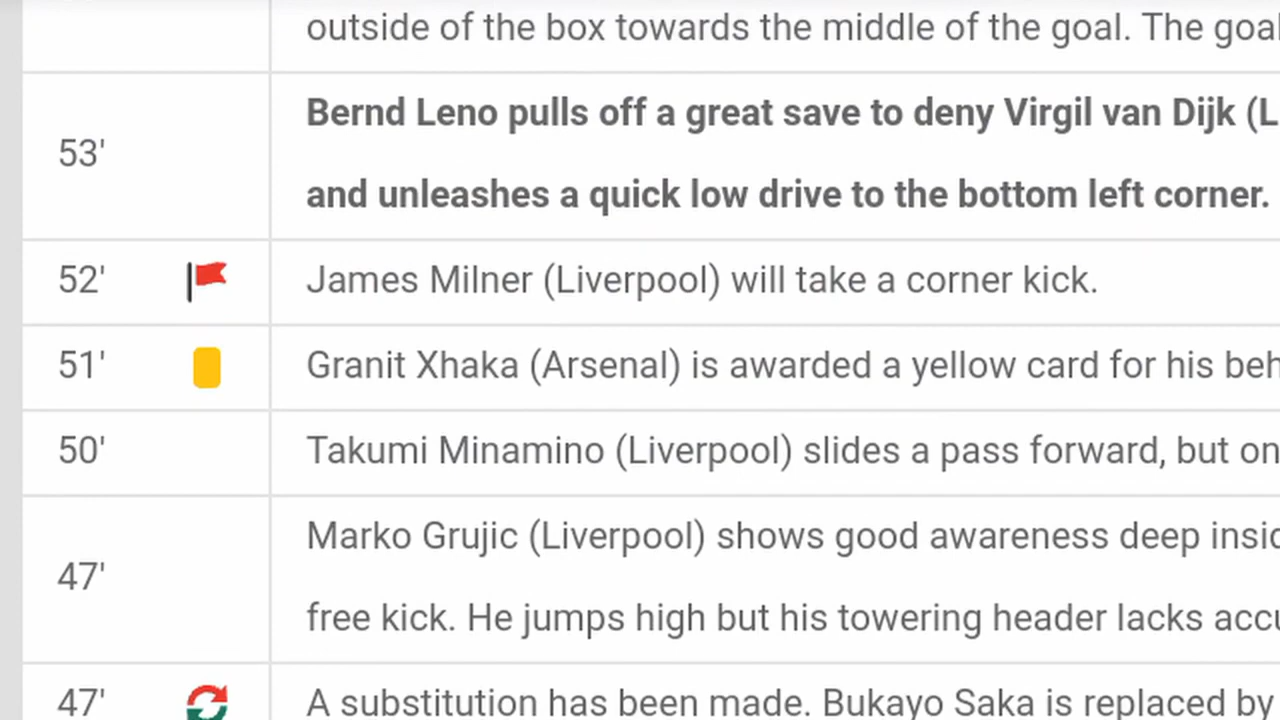 outside of the box towards the middle of the goal. The goal
53'
Bernd Leno pulls off a great save to deny Virgil van Dijk (L
and unleashes a quick low drive to the bottom left corner.
52' James Milner (Liverpool) will take a corner kick.
51' Granit Xhaka (Arsenal) is awarded a yellow card for his beh
50' Takumi Minamino (Liverpool) slides a pass forward, but on
47'
Marko Grujic (Liverpool) shows good awareness deep insid
free kick. He jumps high but his towering header lacks accu
47' A substitution has been made. Bukayo Saka is replaced by